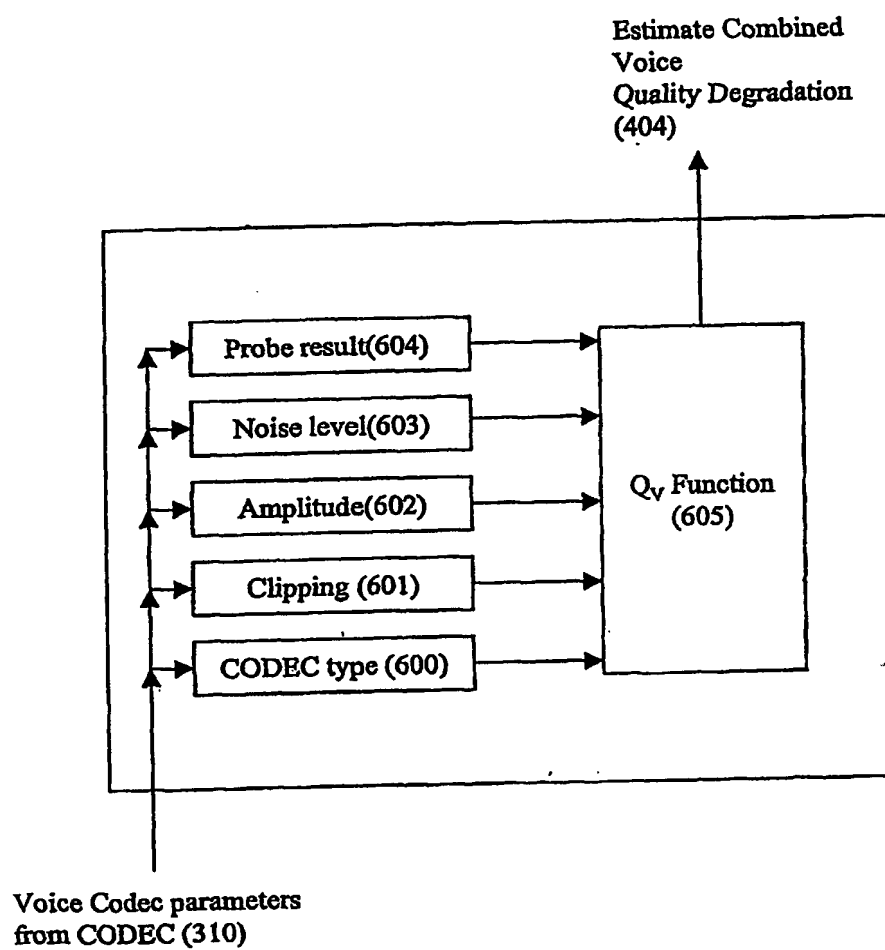 Estimate Combined
Voice
Quality Degradation
(404)
Probe result(604)
Noise level(603)
Amplitude(602)
Clipping (601)
CODEC type (600)
QV Function
(605)
Voice Codec parameters
from CODEC (310)